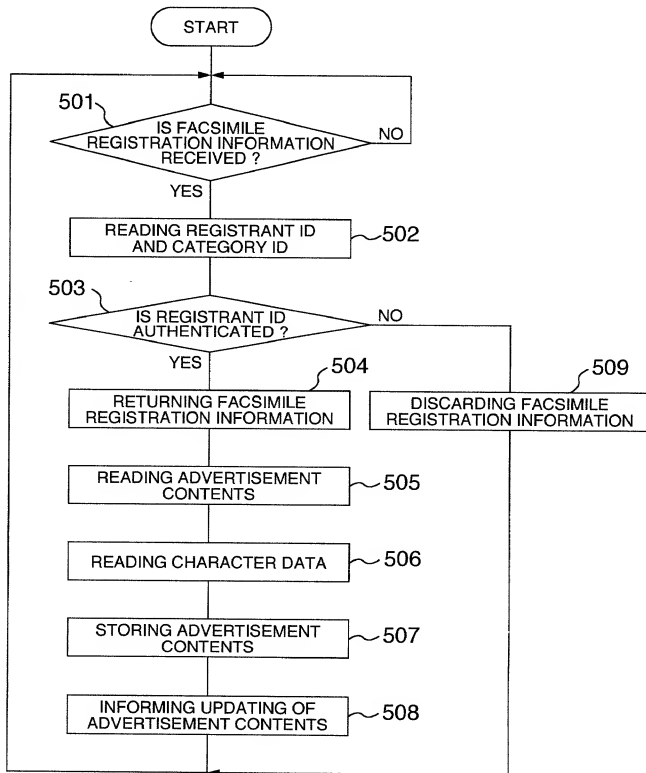 START
501
IS FACSIMILE
REGISTRATION INFORMATION
RECEIVED ?
NO
YES
READING REGISTRANT ID
AND CATEGORY ID
502
503
IS REGISTRANT ID
AUTHENTICATED ?
NO
YES
504
RETURNING FACSIMILE
REGISTRATION INFORMATION
509
DISCARDING FACSIMILE
REGISTRATION INFORMATION
READING ADVERTISEMENT
CONTENTS
505
READING CHARACTER DATA
506
STORING ADVERTISEMENT
CONTENTS
507
INFORMING UPDATING OF
ADVERTISEMENT CONTENTS
508